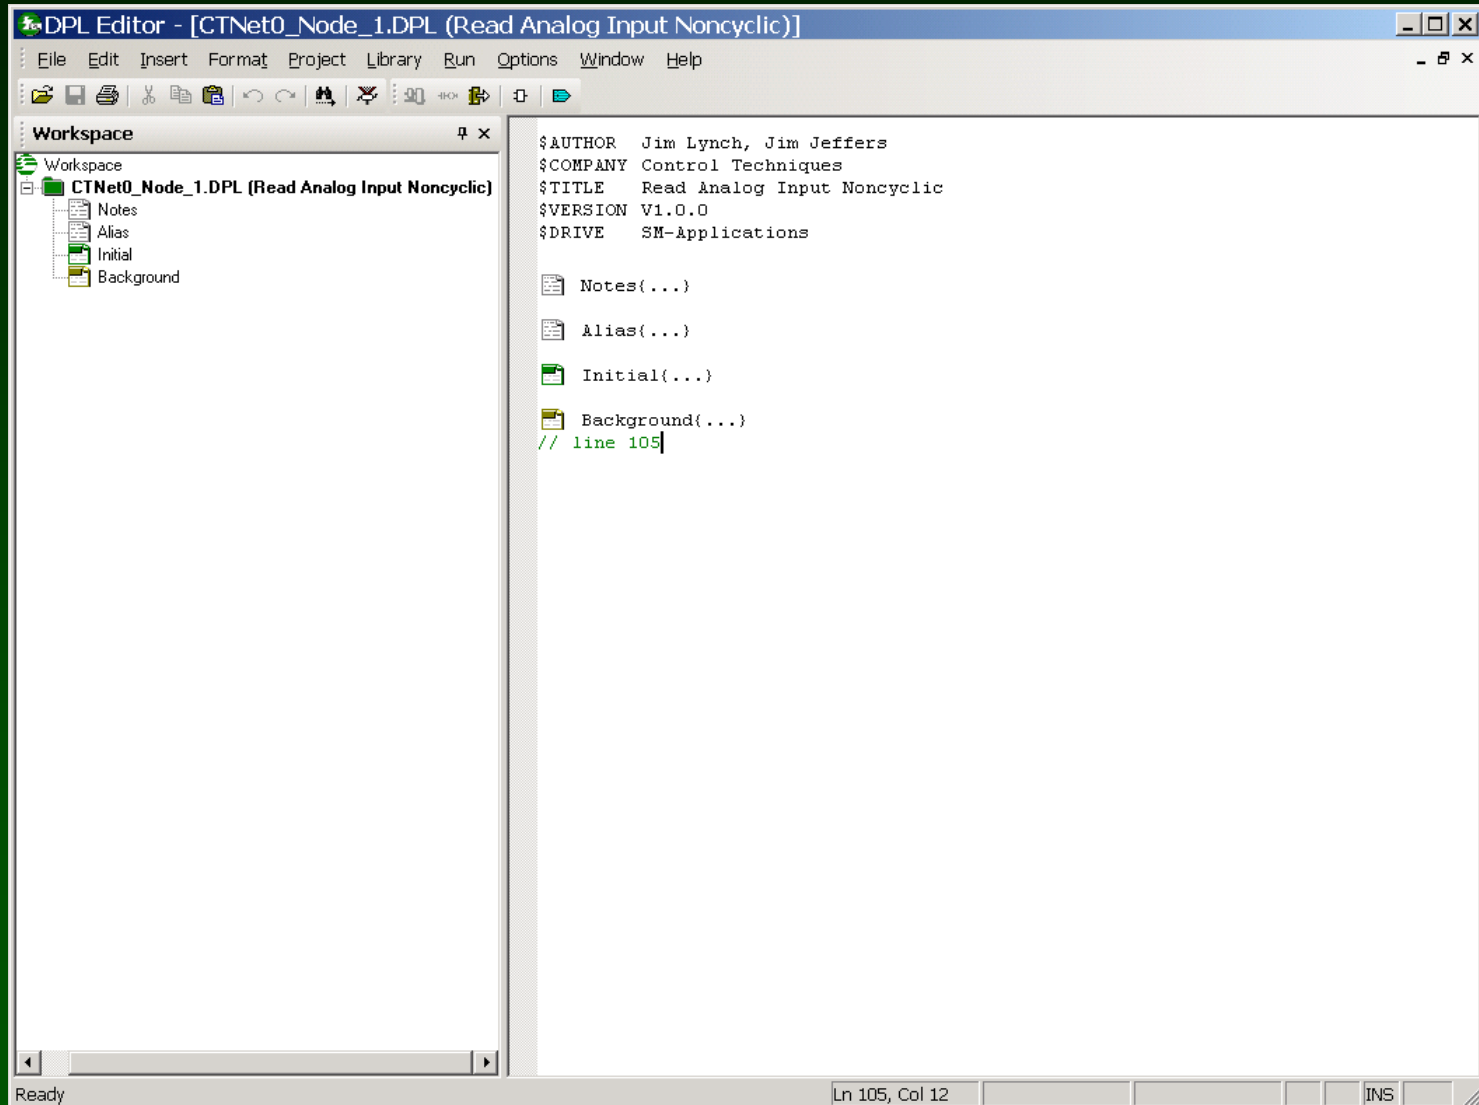 DPL Editor - [CTNet0_Node_1.DPL (Read Analog Input Noncyclic)]
File Edit Insert Format Project Library Run Options Window Help
Workspace
Workspace
CTNet0_Node_1.DPL (Read Analog Input Noncyclic)
Notes
Alias
Initial
Background
$AUTHOR Jim Lynch, Jim Jeffers
$COMPANY Control Techniques
$TITLE Read Analog Input Noncyclic
$VERSION V1.0.0
$DRIVE SM-Applications
Notes{...}
Alias{...}
Initial{...}
Background{...}
// line 105
Ready Ln 105, Col 12 INS